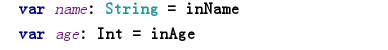 var name: String = inName
var age: Int = inAge